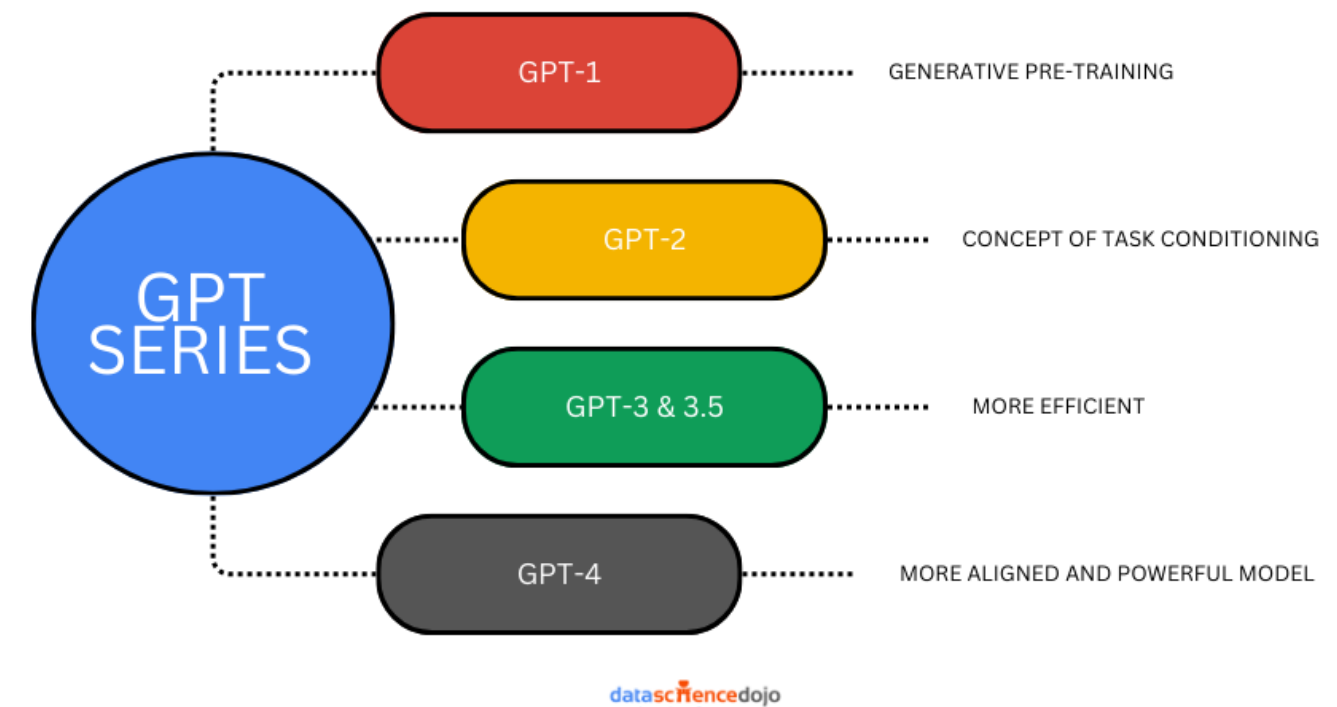 GPT-1
GENERATIVE PRE-TRAINING
GPT-2
CONCEPT OF TASK CONDITIONING
GPT
SERIES
GPT-3 & 3.5
MORE EFFICIENT
GPT-4
MORE ALIGNED AND POWERFUL MODEL
datasciencedojo